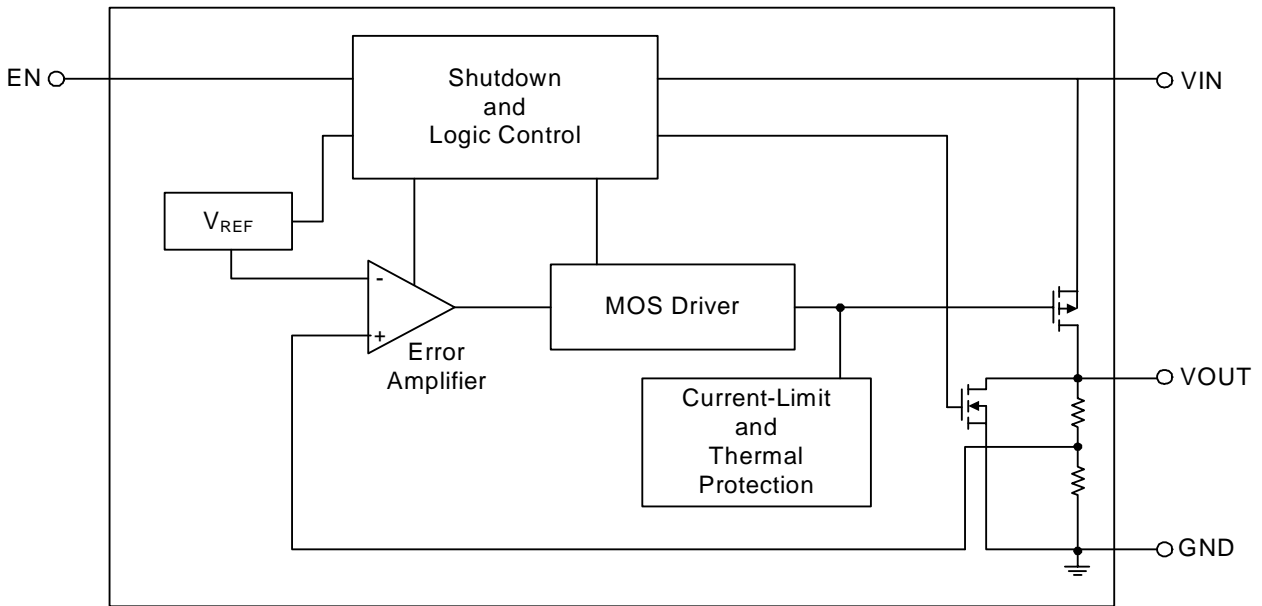 EN
Shutdown
and
Logic Control
VIN
VREF
-
+
Error
Amplifier
MOS Driver
Current-Limit
and
Thermal
Protection
VOUT
GND